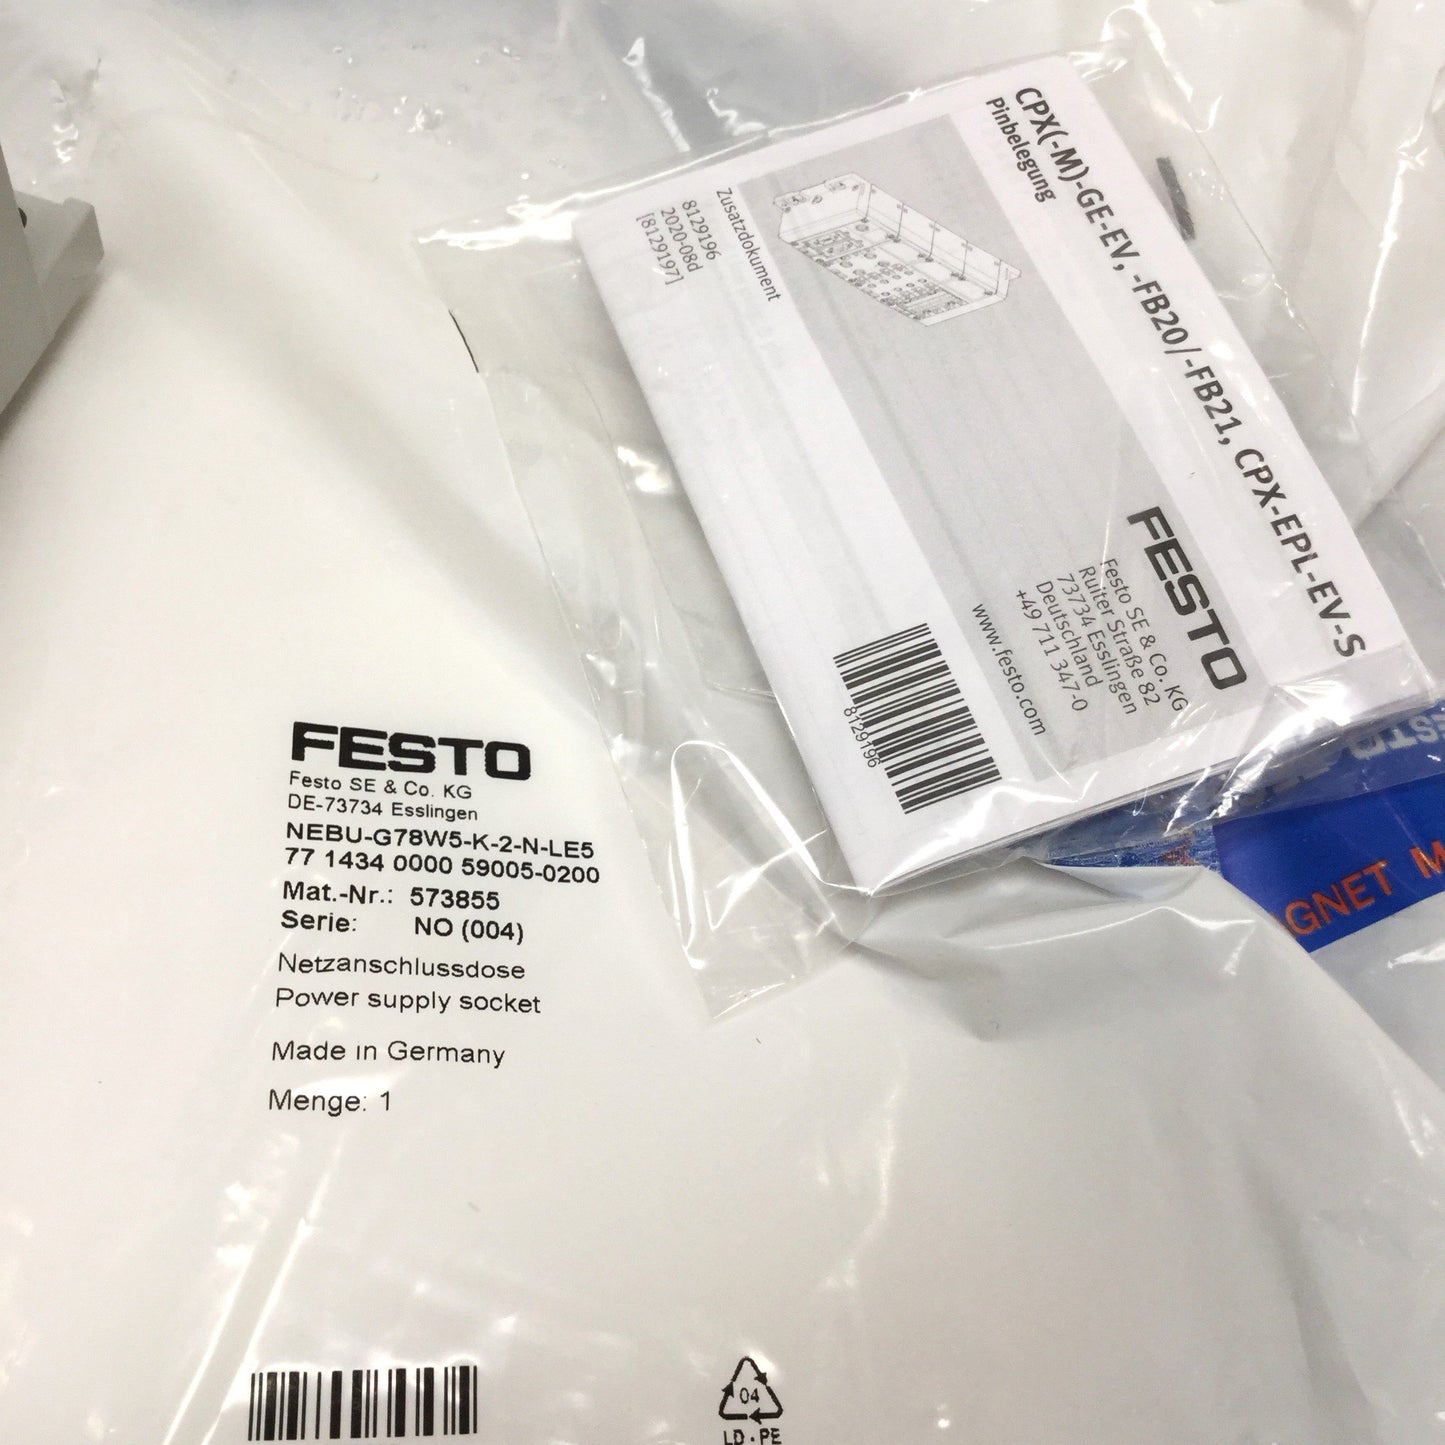 CPX(-M)-GE-EV, -FB20/-FB21, CPX-EPL-EV-S
Pinbelegung
Zusatzdokument
8129196
2020-08d
[8129197]
FESTO
Festo SE & Co. KG
Ruiter Straße 82
73734 Esslingen
Deutschland
+49 711 347-0
www.festo.com
8129196
FESTO
Festo SE & Co. KG
DE-73734 Esslingen
NEBU-G78W5-K-2-N-LE5
77 1434 0000 59005-0200
Mat.-Nr.: 573855
Serie: NO (004)
Netzanschlussdose
Power supply socket
Made in Germany
Menge: 1
04
LD-PE